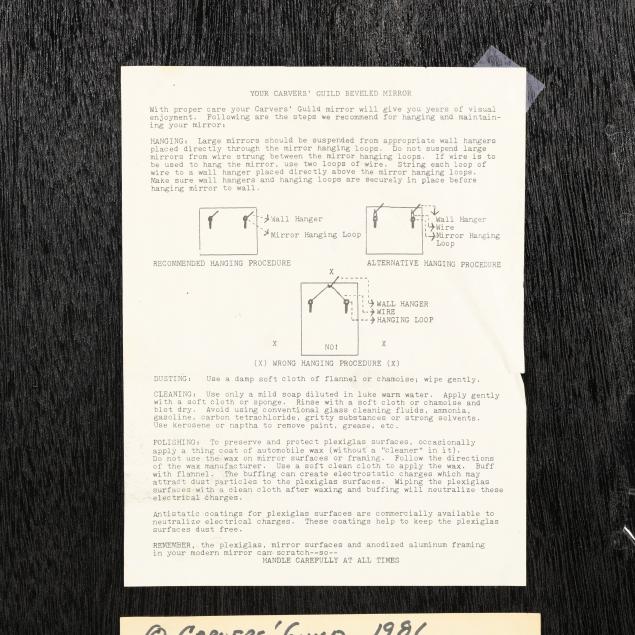 YOUR CARVERS' GUILD BEVELED MIRROR
With proper care your Carvers' Guild mirror will give you years of visual
enjoyment. Following are the steps we recommend for hanging and maintain-
ing your mirror:
HANGING: Large mirrors should be suspended from appropriate wall hangers
placed directly through the mirror hanging loops. Do not suspend large
mirrors from wire strung between the mirror hanging loops. If wire is to
be used to hang the mirror, use two loops of wire. String each loop of
wire to a wall hanger placed directly above the mirror hanging loops.
Make sure wall hangers and hanging loops are securely in place before
hanging mirror to wall.
Wall Hanger
Mirror Hanging Loop
RECOMMENDED HANGING PROCEDURE
Wall Hanger
Wire
Mirror Hanging
Loop
ALTERNATIVE HANGING PROCEDURE
X
WALL HANGER
WIRE
HANGING LOOP
X NO! X
(X) WRONG HANGING PROCEDURE (X)
DUSTING: Use a damp soft cloth of flannel or chamoise; wipe gently.
CLEANING: Use only a mild soap diluted in luke warm water. Apply gently
with a soft cloth or sponge. Rinse with a soft cloth or chamoise and
blot dry. Avoid using conventional glass cleaning fluids, ammonia,
gasoline, carbon tetrachloride, gritty substances or strong solvents.
Use kerosene or naptha to remove paint, grease, etc.
POLISHING: To preserve and protect plexiglas surfaces, occasionally
apply a thing coat of automobile wax (without a "cleaner" in it).
Do not use the wax on mirror surfaces or framing. Follow the directions
of the wax manufacturer. Use a soft clean cloth to apply the wax. Buff
with flannel. The buffing can create electrostatic charges which may
attract dust particles to the plexiglas surfaces. Wiping the plexiglas
surfaces with a clean cloth after waxing and buffing will neutralize these
electrical charges.
Antistatic coatings for plexiglas surfaces are commercially available to
neutralize electrical charges. These coatings help to keep the plexiglas
surfaces dust free.
REMEMBER, the plexiglas, mirror surfaces and anodized aluminum framing
in your modern mirror can scratch--so--
HANDLE CAREFULLY AT ALL TIMES
© CARVERS' GUILD 1981